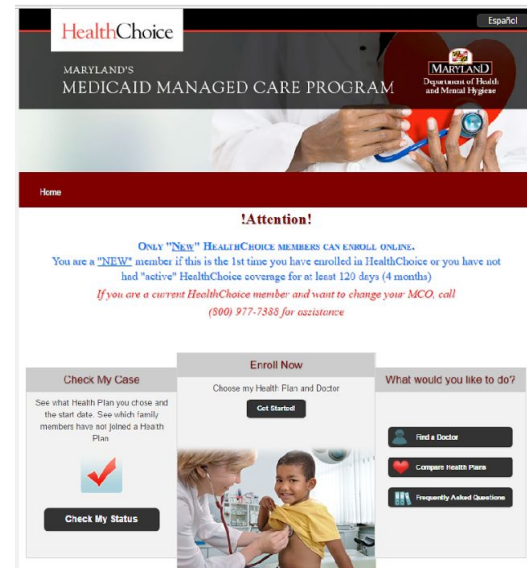 Español
HealthChoice
MARYLAND'S
MEDICAID MANAGED CARE PROGRAM
MARYLAND
Department of Health
and Mental Hygiene
Home
!Attention!
ONLY "NEW" HEALTHCHOICE MEMBERS CAN ENROLL ONLINE.
You are a "NEW" member if this is the 1st time you have enrolled in HealthChoice or you have not
had "active" HealthChoice coverage for at least 120 days (4 months)
If you are a current HealthChoice member and want to change your MCO, call
(800) 977-7388 for assistance
Check My Case
See what Health Plan you chose and
the start date. See which family
members have not joined a Health
Plan
Check My Status
Enroll Now
Choose my Health Plan and Doctor
Get Started
What would you like to do?
Find a Doctor
Compare Health Plans
Frequently Asked Questions